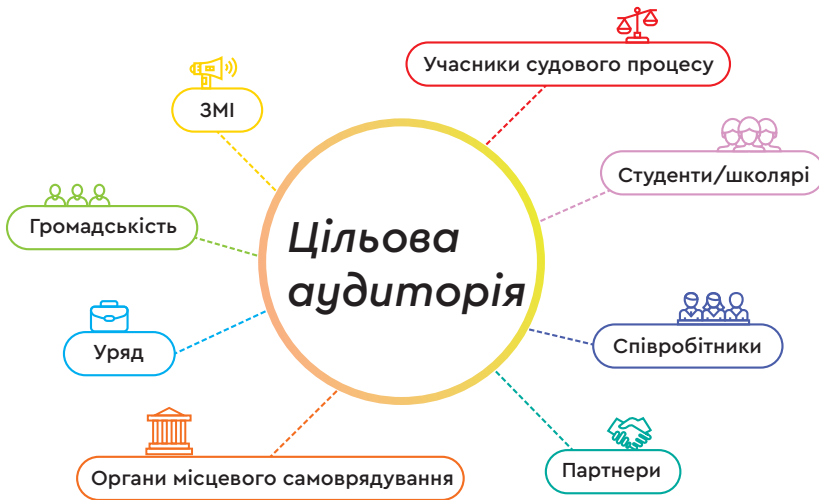 Учасники судового процесу
ЗМІ
Студенти/школярі
Громадськість
Цільова
аудиторія
Уряд
Співробітники
Органи місцевого самоврядування
Партнери